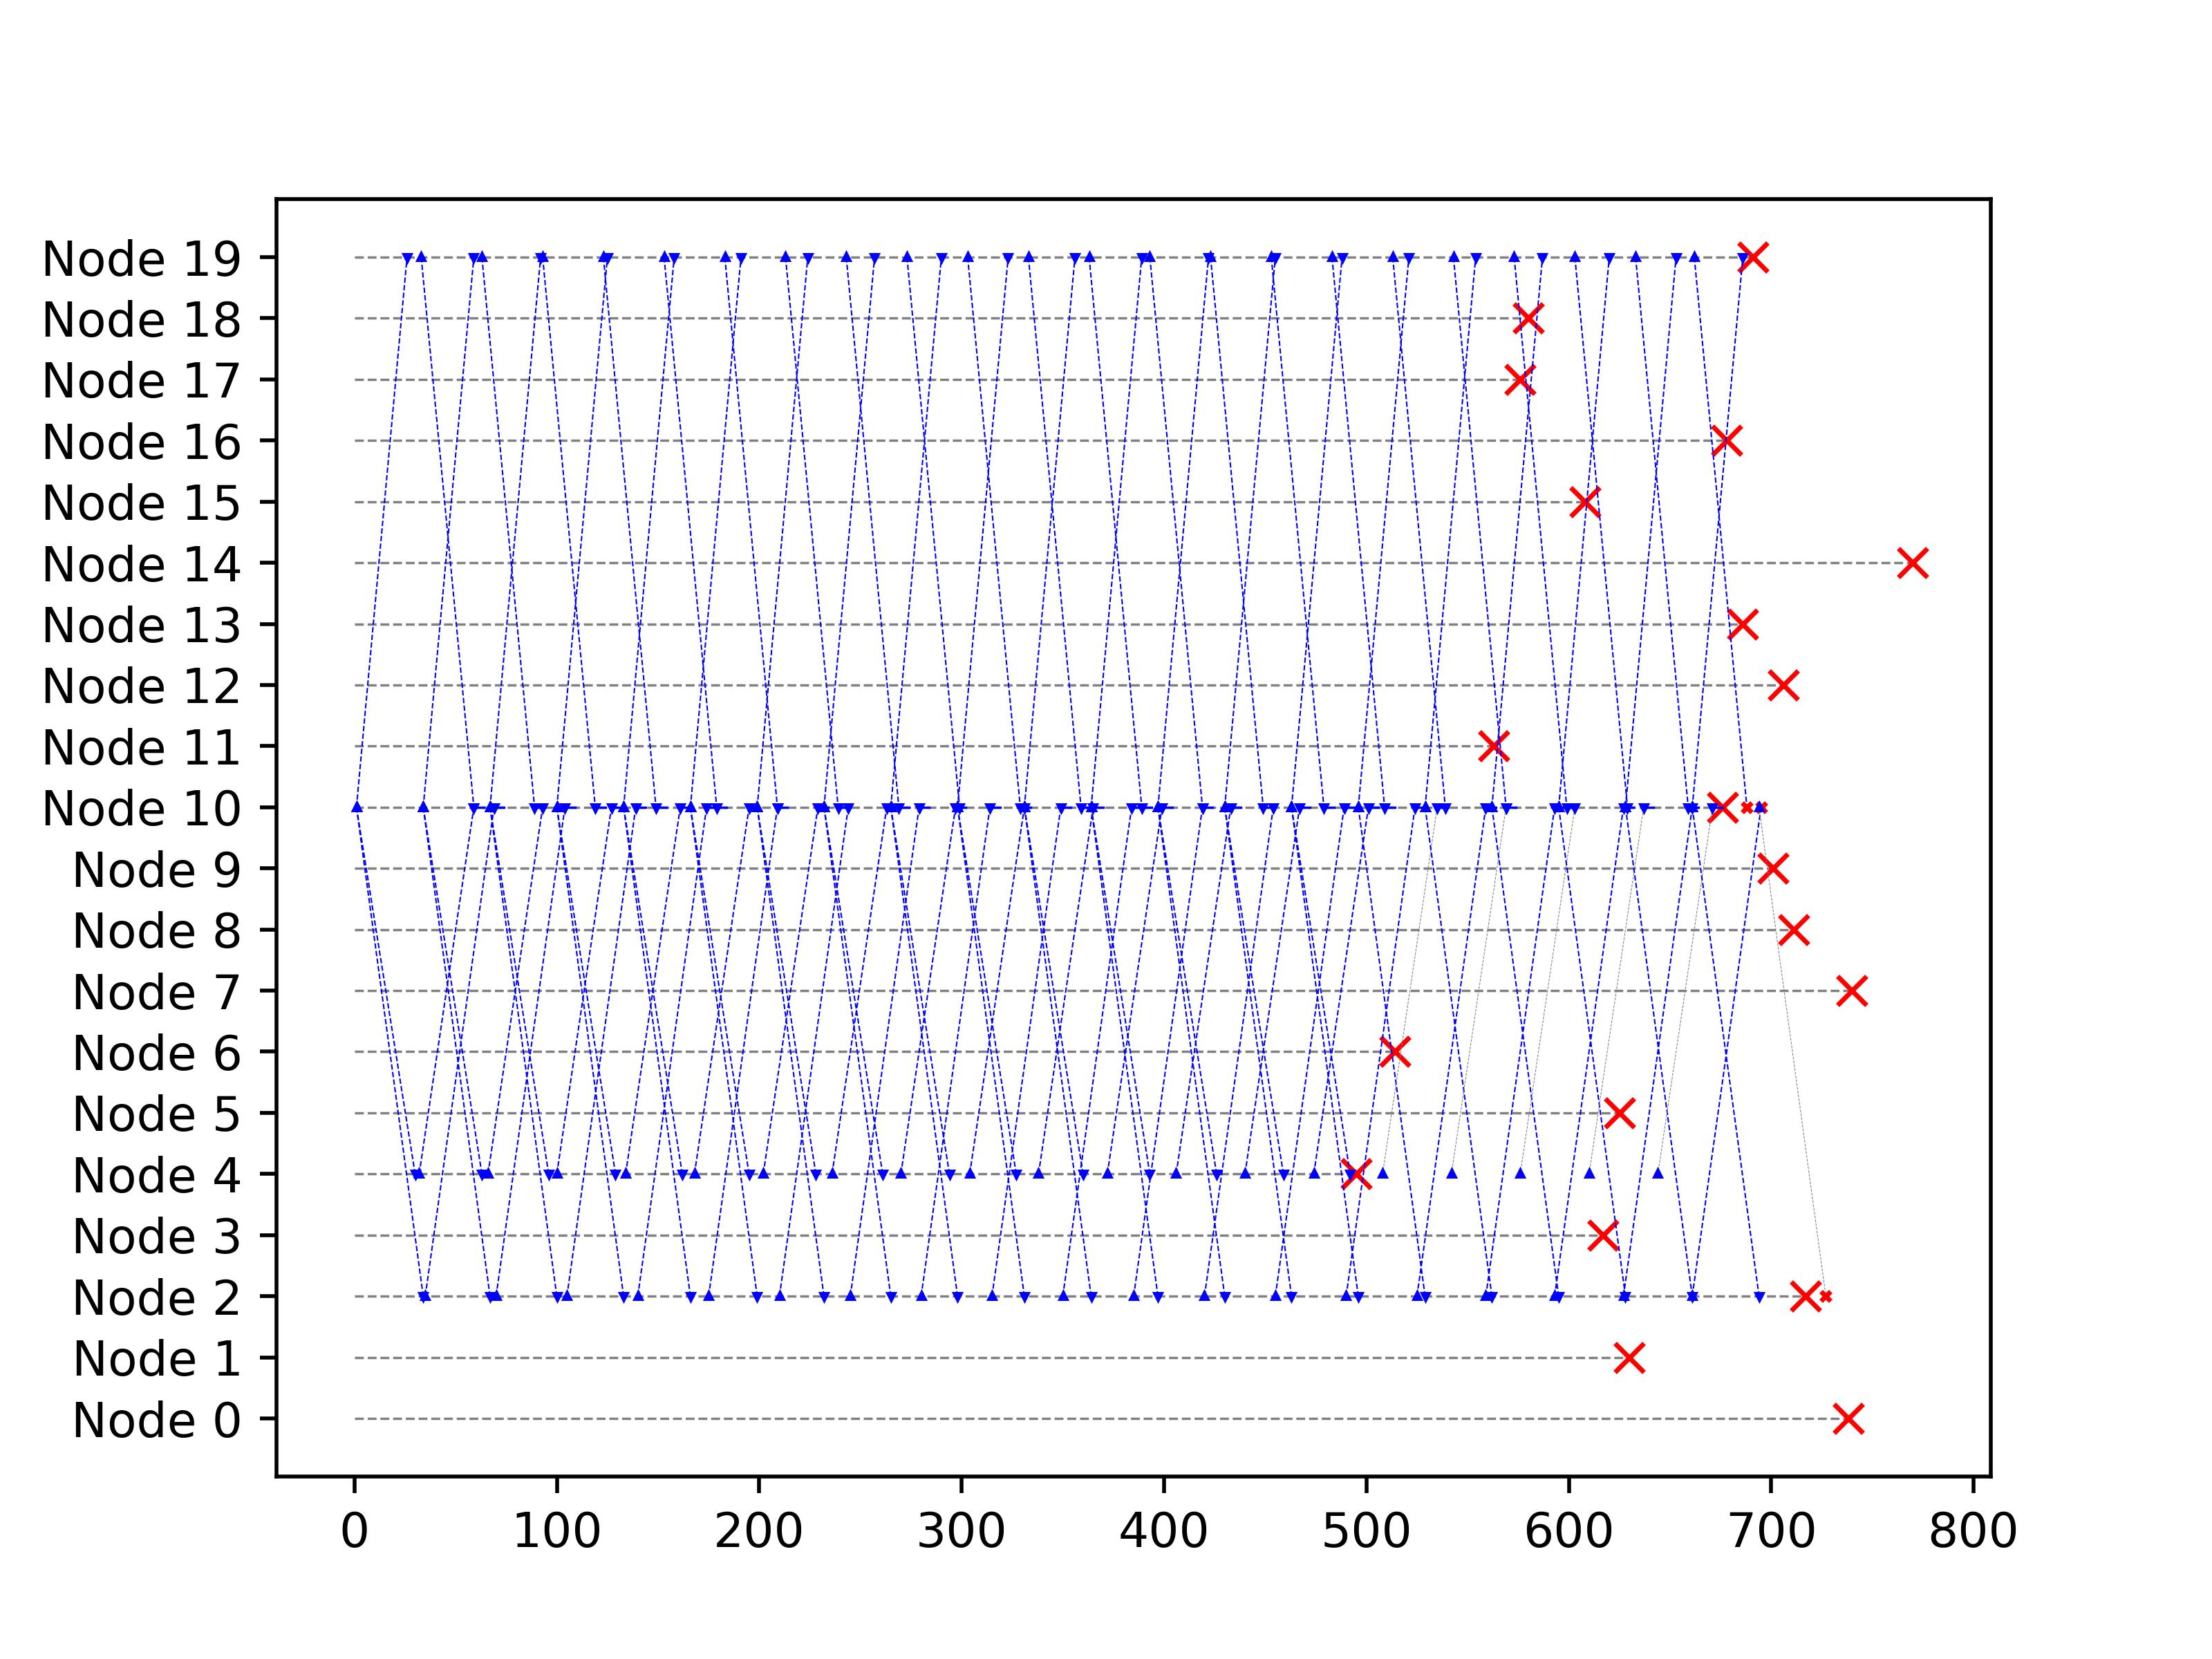 Node 19
Node 18
Node 17
Node 16
Node 15
Node 14
Node 13
Node 12
Node 11
Node 10
Node 9
Node 8
Node 7
Node 6
Node 5
Node 4
Node 3
Node 2
Node 1
Node 0
0 100 200 300 400 500 600 700 800